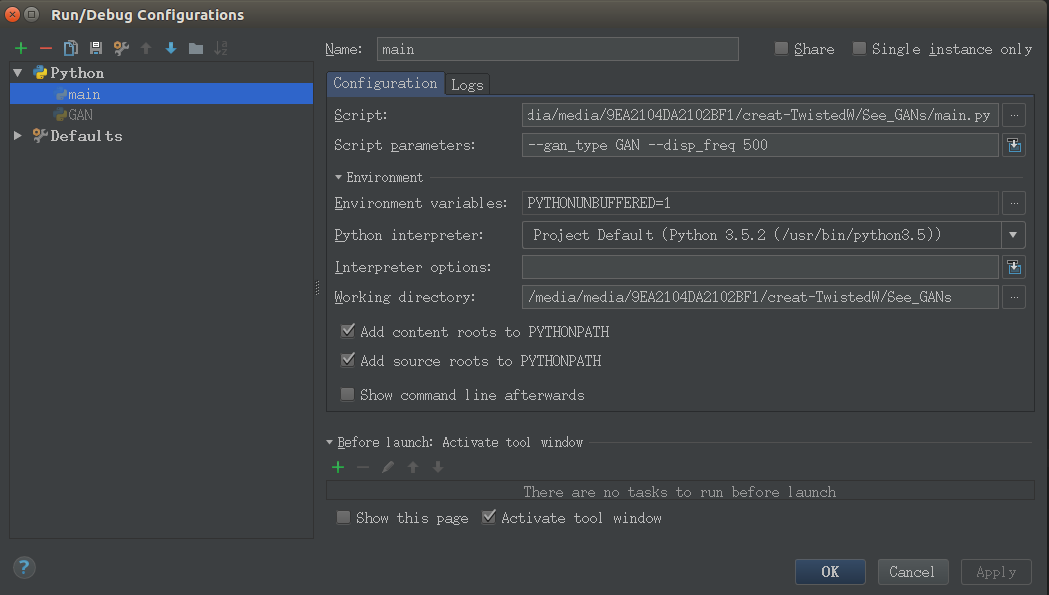 Run/Debug Configurations
Name: main Share Single instance only
Python
main
GAN
Defaults
Configuration Logs
Script: dia/media/9EA2104DA2102BF1/creat-TwistedW/See_GANs/main.py ...
Script parameters: --gan_type GAN --disp_freq 500
Environment
Environment variables: PYTHONUNBUFFERED=1 ...
Python interpreter: Project Default (Python 3.5.2 (/usr/bin/python3.5))
Interpreter options:
Working directory: /media/media/9EA2104DA2102BF1/creat-TwistedW/See_GANs ...
Add content roots to PYTHONPATH
Add source roots to PYTHONPATH
Show command line afterwards
Before launch: Activate tool window
There are no tasks to run before launch
Show this page Activate tool window
? OK Cancel Apply